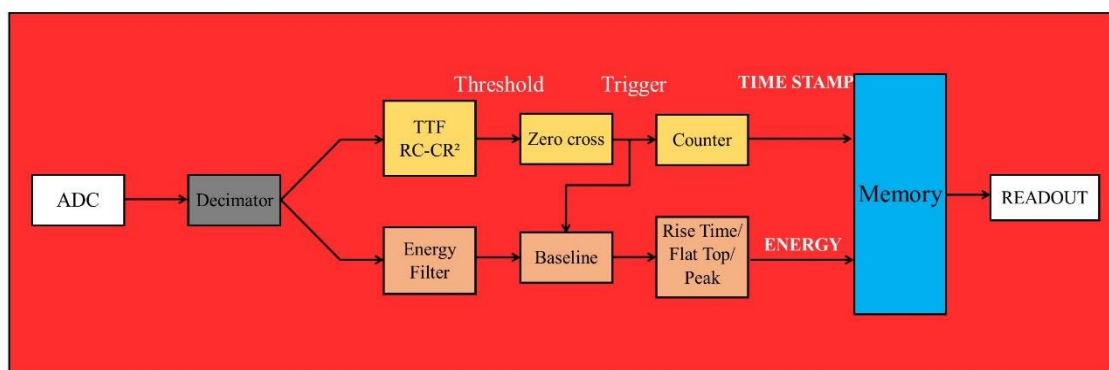 Threshold
Trigger
TIME STAMP
TTF
RC-CR²
Zero cross
Counter
ADC
Decimator
Memory
READOUT
Energy
Filter
Baseline
Rise Time/
Flat Top/
Peak
ENERGY